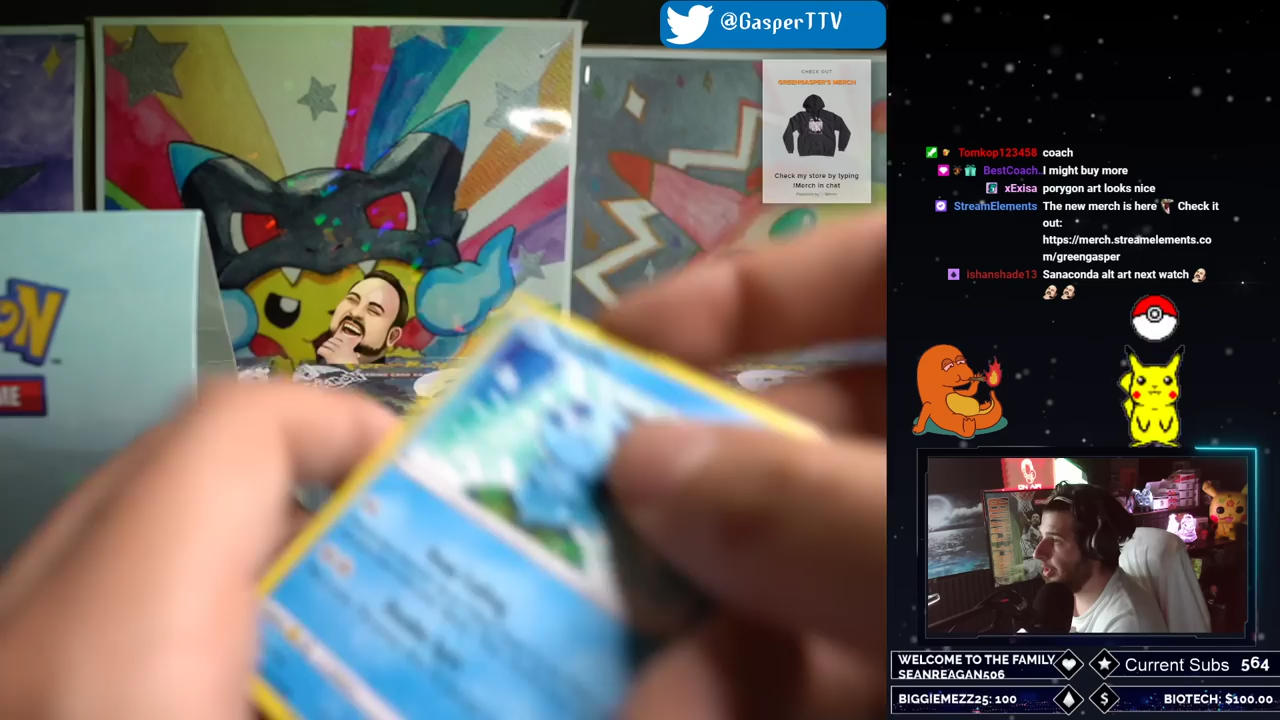 @GasperTTV
CHECK OUT
GREENGASPER'S MERCH
Check my store by typing
!Merch in chat
ME
ON AIR
Tomkop123458 coach
BestCoach.. I might buy more
xExisa porygon art looks nice
StreamElements The new merch is here Check it
out:
https://merch.streamelements.co
m/greengasper
ishanshade13 Sanaconda alt art next watch
WELCOME TO THE FAMILY
SEANREAGAN506
Current Subs 564
BIGGIEMEZZ25: 100
BIOTECH: $100.00